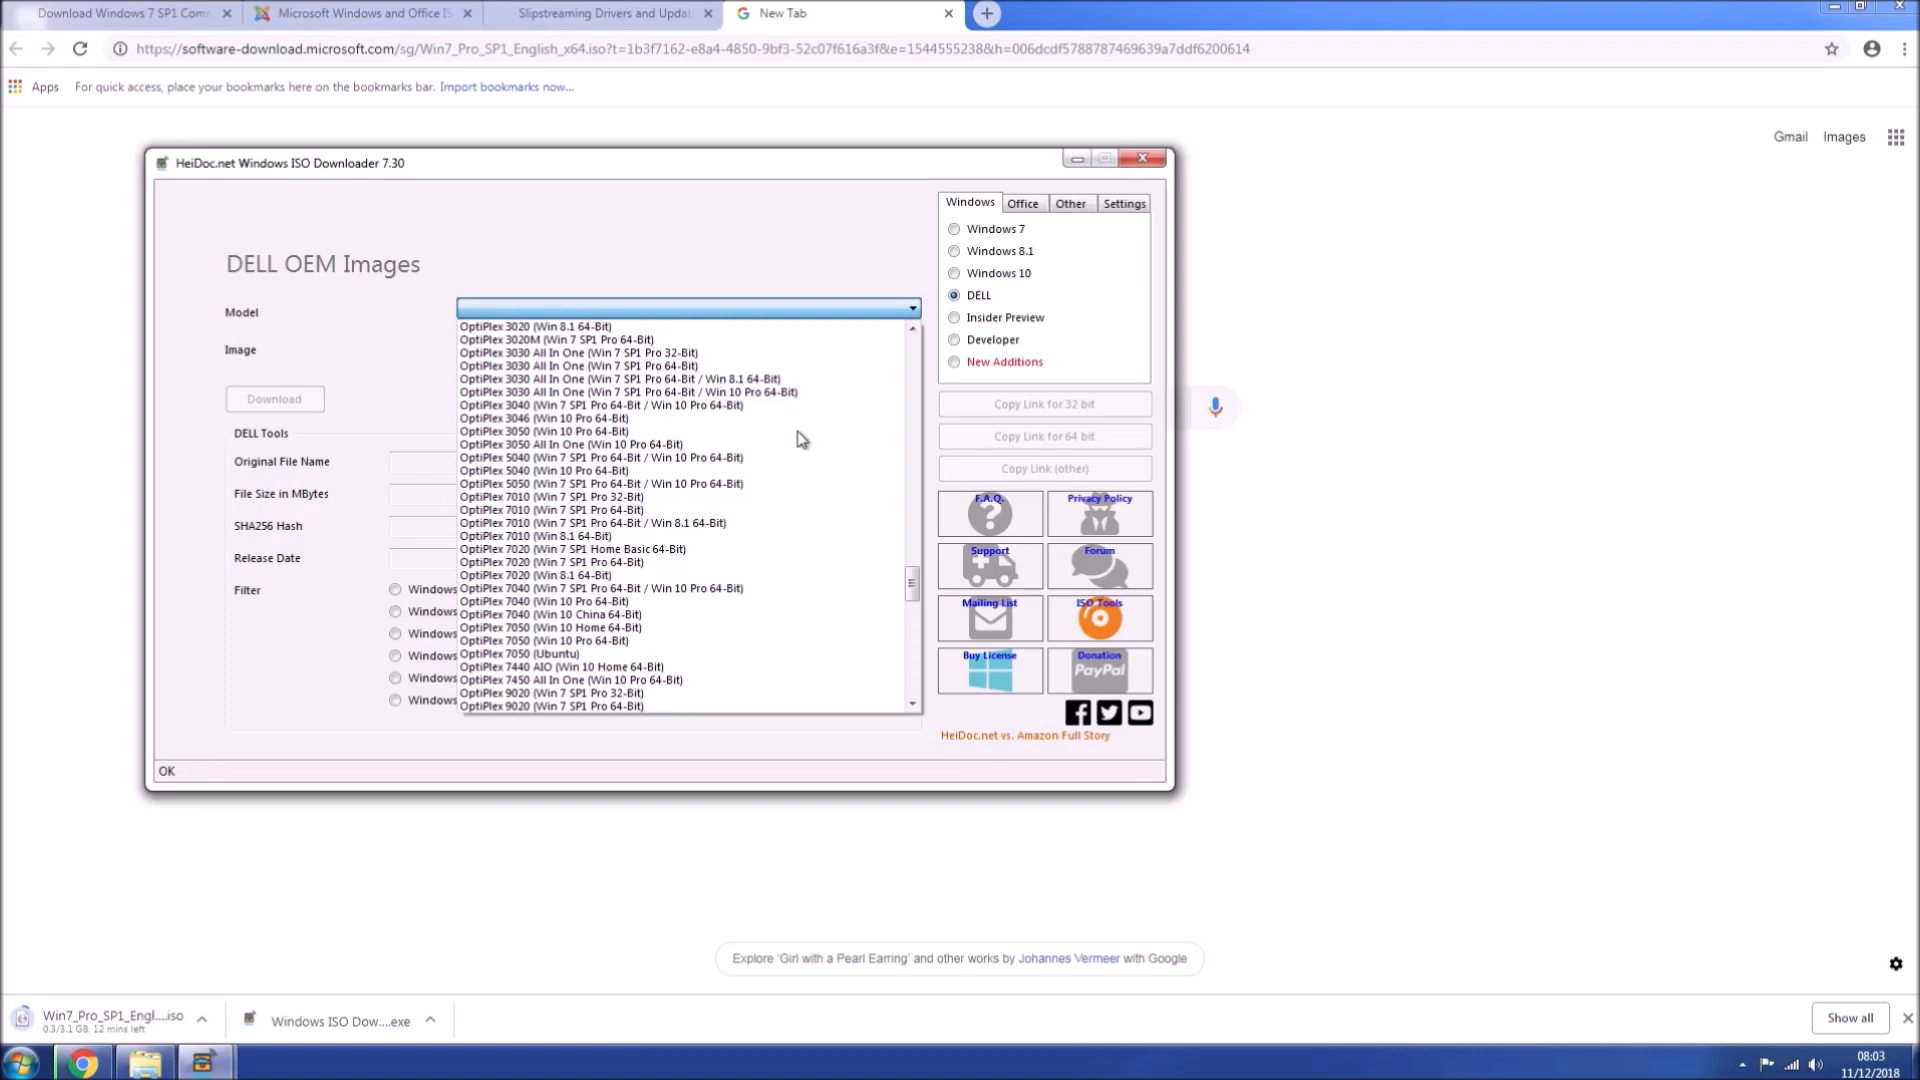 Download Windows 7 SP1 Com
Microsoft Windows and Office IS
Slipstreaming Drivers and Updat
New Tab
https://software-download.microsoft.com/sg/Win7_Pro_SP1_English_x64.iso?t=1b3f7162-e8a4-4850-9bf3-52c07f616a3f&e=1544555238&h=006dcdf5788787469639a7ddf6200614
Apps For quick access, place your bookmarks here on the bookmarks bar. Import bookmarks now...
Gmail Images
HeiDoc.net Windows ISO Downloader 7.30
Windows Office Other Settings
Windows 7
Windows 8.1
Windows 10
DELL
Insider Preview
Developer
New Additions
DELL OEM Images
Model
Image
Download
DELL Tools
Original File Name
File Size in MBytes
SHA256 Hash
Release Date
Filter
Windows
Windows
Windows
Windows
Windows
Windows
OptiPlex 3020 (Win 8.1 64-Bit)
OptiPlex 3020M (Win 7 SP1 Pro 64-Bit)
OptiPlex 3030 All In One (Win 7 SP1 Pro 32-Bit)
OptiPlex 3030 All In One (Win 7 SP1 Pro 64-Bit)
OptiPlex 3030 All In One (Win 7 SP1 Pro 64-Bit / Win 8.1 64-Bit)
OptiPlex 3030 All In One (Win 7 SP1 Pro 64-Bit / Win 10 Pro 64-Bit)
OptiPlex 3040 (Win 7 SP1 Pro 64-Bit / Win 10 Pro 64-Bit)
OptiPlex 3046 (Win 10 Pro 64-Bit)
OptiPlex 3050 (Win 10 Pro 64-Bit)
OptiPlex 3050 All In One (Win 10 Pro 64-Bit)
OptiPlex 5040 (Win 7 SP1 Pro 64-Bit / Win 10 Pro 64-Bit)
OptiPlex 5040 (Win 10 Pro 64-Bit)
OptiPlex 5050 (Win 7 SP1 Pro 64-Bit / Win 10 Pro 64-Bit)
OptiPlex 7010 (Win 7 SP1 Pro 32-Bit)
OptiPlex 7010 (Win 7 SP1 Pro 64-Bit)
OptiPlex 7010 (Win 7 SP1 Pro 64-Bit / Win 8.1 64-Bit)
OptiPlex 7010 (Win 8.1 64-Bit)
OptiPlex 7020 (Win 7 SP1 Home Basic 64-Bit)
OptiPlex 7020 (Win 7 SP1 Pro 64-Bit)
OptiPlex 7020 (Win 8.1 64-Bit)
OptiPlex 7040 (Win 7 SP1 Pro 64-Bit / Win 10 Pro 64-Bit)
OptiPlex 7040 (Win 10 Pro 64-Bit)
OptiPlex 7040 (Win 10 China 64-Bit)
OptiPlex 7050 (Win 10 Home 64-Bit)
OptiPlex 7050 (Win 10 Pro 64-Bit)
OptiPlex 7050 (Ubuntu)
OptiPlex 7440 AIO (Win 10 Home 64-Bit)
OptiPlex 7450 All In One (Win 10 Pro 64-Bit)
OptiPlex 9020 (Win 7 SP1 Pro 32-Bit)
OptiPlex 9020 (Win 7 SP1 Pro 64-Bit)
Copy Link for 32 bit
Copy Link for 64 bit
Copy Link (other)
F.A.Q. Privacy Policy
Support Forum
Mailing List ISO Tools
Buy License Donation
PayPal
HeiDoc.net vs. Amazon Full Story
OK
Explore 'Girl with a Pearl Earring' and other works by Johannes Vermeer with Google
Win7_Pro_SP1_Engl....iso
0.3/3.1 GB, 12 mins left
Windows ISO Dow....exe
Show all
08:03
11/12/2018